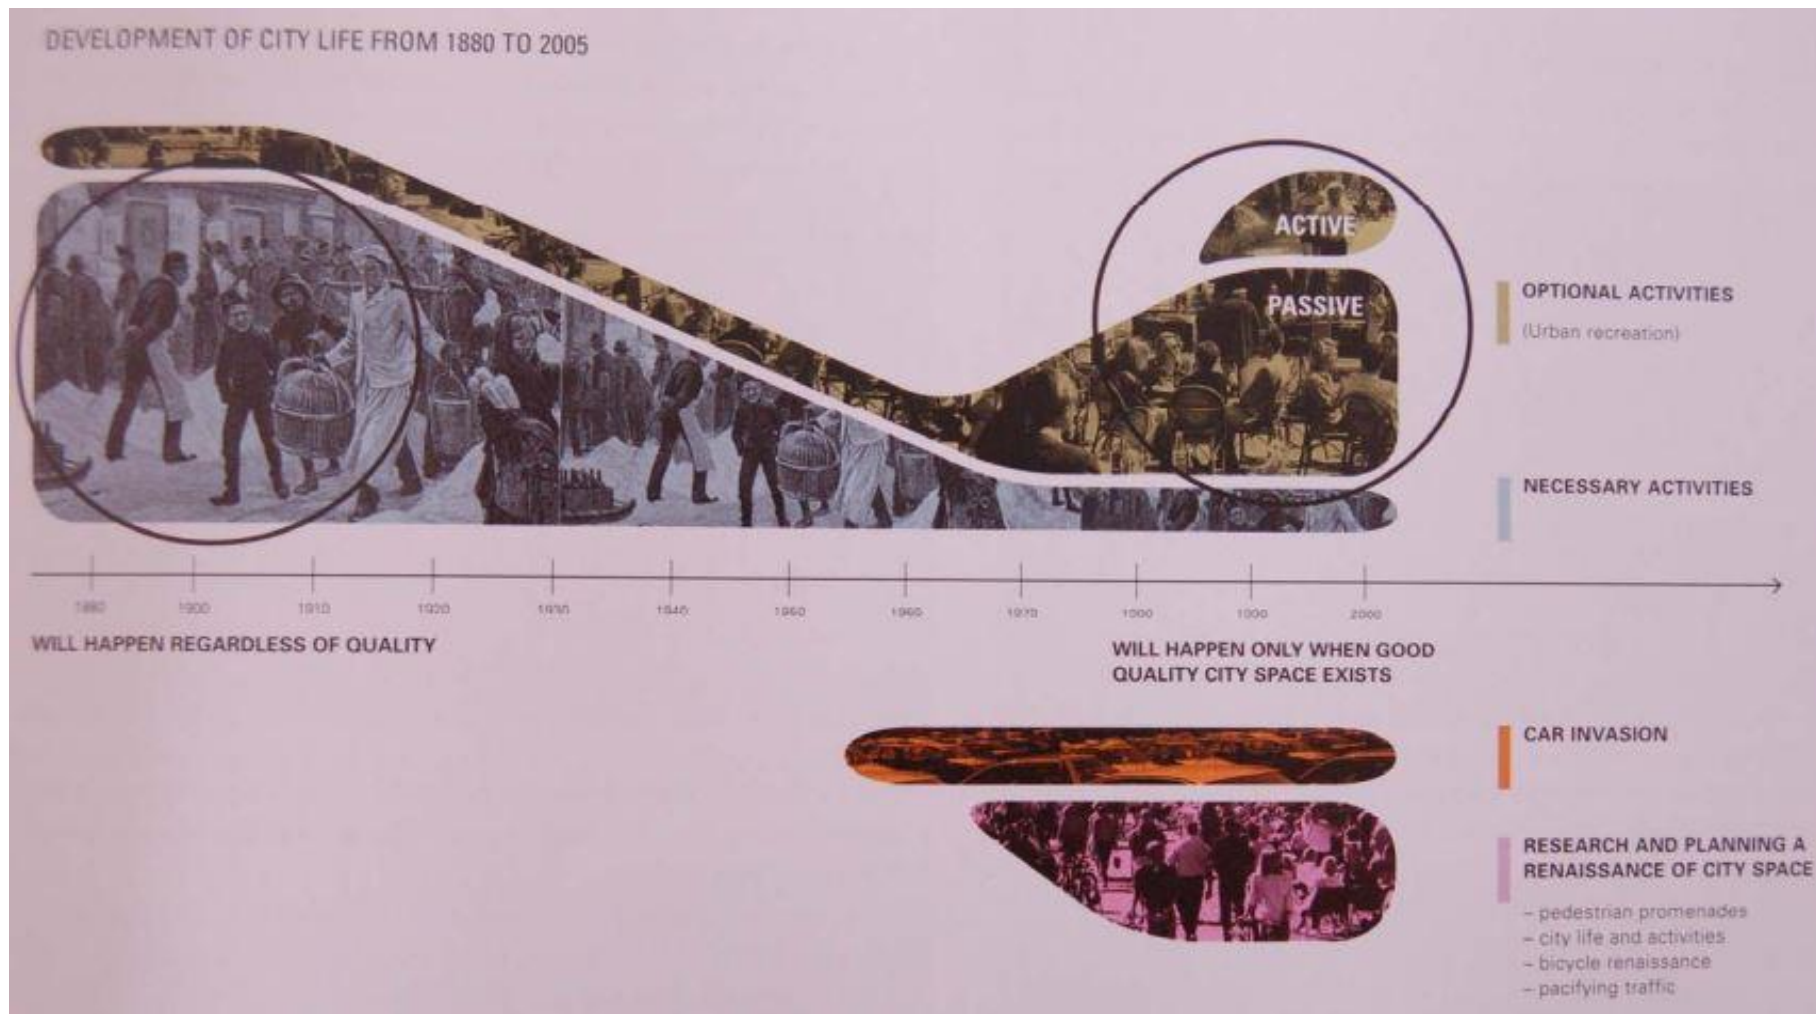 DEVELOPMENT OF CITY LIFE FROM 1880 TO 2005
ACTIVE
PASSIVE
OPTIONAL ACTIVITIES
(Urban recreation)
NECESSARY ACTIVITIES
1880 1900 1910 1920 1930 1940 1960 1970 2000
WILL HAPPEN REGARDLESS OF QUALITY
WILL HAPPEN ONLY WHEN GOOD
QUALITY CITY SPACE EXISTS
CAR INVASION
RESEARCH AND PLANNING A
RENAISSANCE OF CITY SPACE
– pedestrian promenades
– city life and activities
– bicycle renaissance
– pacifying traffic